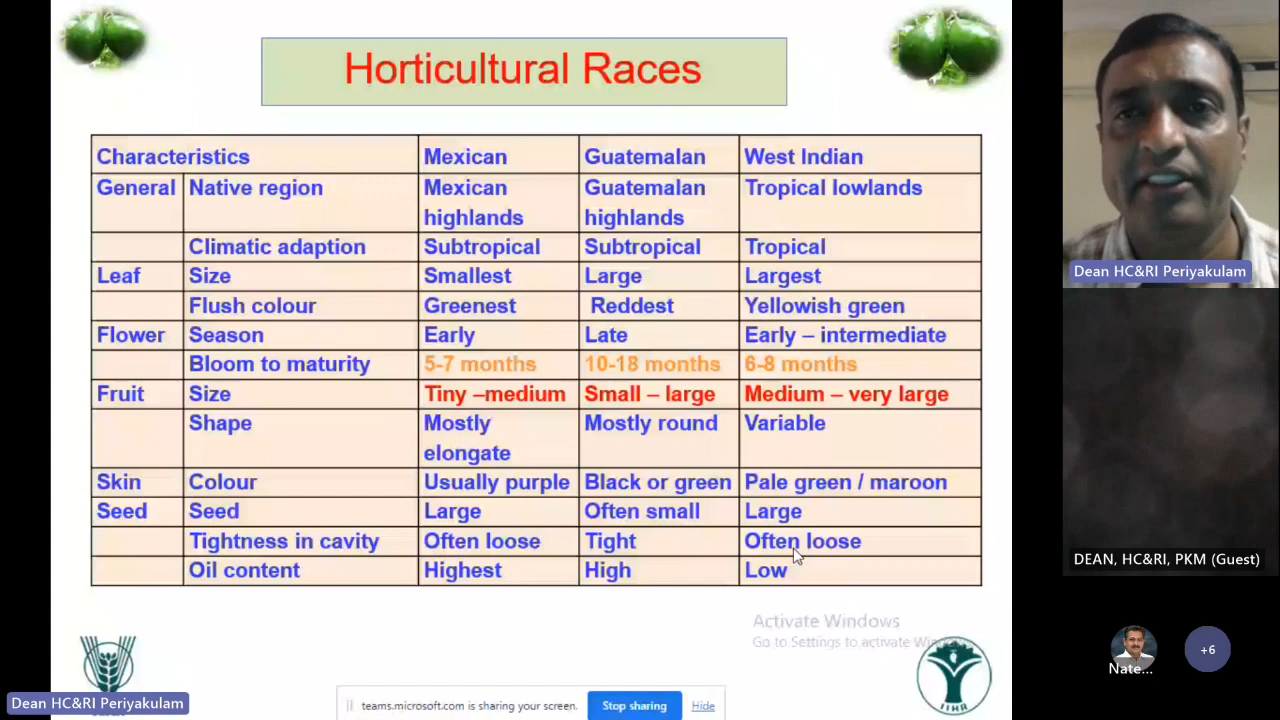 Horticultural Races
Characteristics Mexican Guatemalan West Indian
General Native region Mexican highlands Guatemalan highlands Tropical lowlands
Climatic adaption Subtropical Subtropical Tropical
Leaf Size Smallest Large Largest
Flush colour Greenest Reddest Yellowish green
Flower Season Early Late Early – intermediate
Bloom to maturity 5-7 months 10-18 months 6-8 months
Fruit Size Tiny –medium Small – large Medium – very large
Shape Mostly elongate Mostly round Variable
Skin Colour Usually purple Black or green Pale green / maroon
Seed Seed Large Often small Large
Tightness in cavity Often loose Tight Often loose
Oil content Highest High Low
Activate Windows
Go to Settings to activate
IIHR
Dean HC&RI Periyakulam
teams.microsoft.com is sharing your screen.
Stop sharing
Hide
Dean HC&RI Periyakulam
DEAN, HC&RI, PKM (Guest)
Nate...
+6